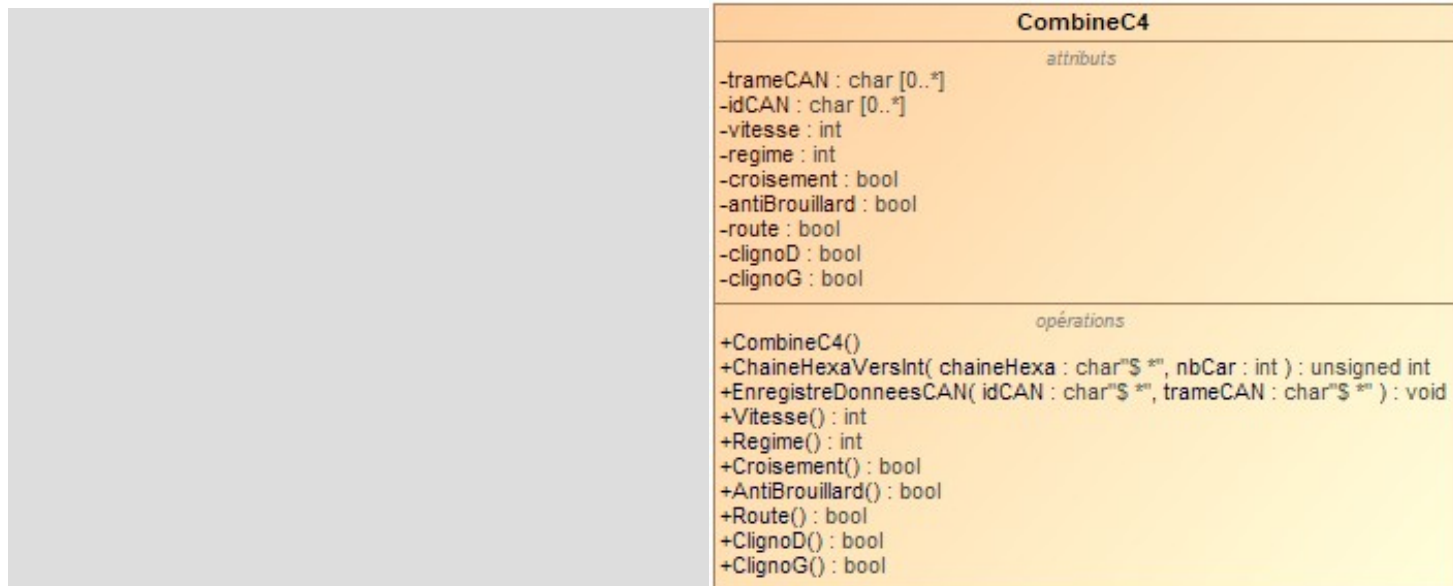 CombineC4
attributs
-trameCAN : char [0..*]
-idCAN : char [0..*]
-vitesse : int
-regime : int
-croisement : bool
-antiBrouillard : bool
-route : bool
-clignoD : bool
-clignoG : bool
opérations
+CombineC4()
+ChaineHexaVersInt( chaineHexa : char"$ *", nbCar : int ) : unsigned int
+EnregistreDonneesCAN( idCAN : char"$ *", trameCAN : char"$ *" ) : void
+Vitesse() : int
+Regime() : int
+Croisement() : bool
+AntiBrouillard() : bool
+Route() : bool
+ClignoD() : bool
+ClignoG() : bool